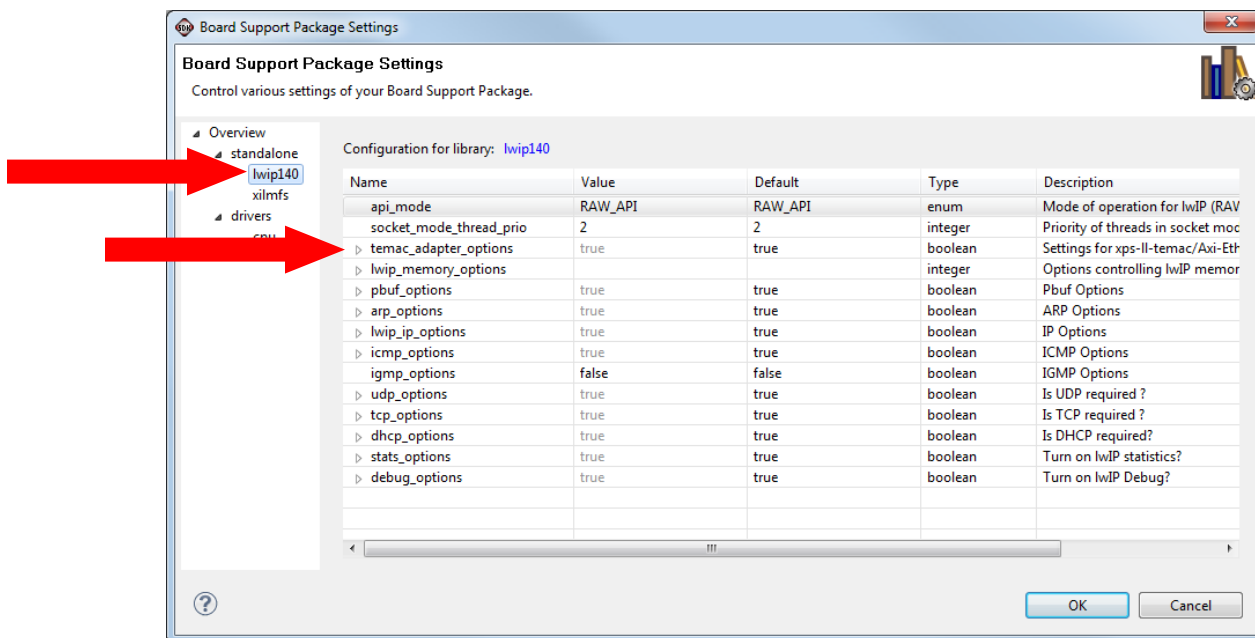 Board Support Package Settings
Board Support Package Settings
Control various settings of your Board Support Package.
Overview
standalone
lwip140
xilmfs
drivers
cpu
Configuration for library: lwip140
Name Value Default Type Description
api_mode RAW_API RAW_API enum Mode of operation for lwIP (RAW
socket_mode_thread_prio 2 2 integer Priority of threads in socket mod
temac_adapter_options true true boolean Settings for xps-ll-temac/Axi-Eth
lwip_memory_options integer Options controlling lwIP memor
pbuf_options true true boolean Pbuf Options
arp_options true true boolean ARP Options
lwip_ip_options true true boolean IP Options
icmp_options true true boolean ICMP Options
igmp_options false false boolean IGMP Options
udp_options true true boolean Is UDP required ?
tcp_options true true boolean Is TCP required ?
dhcp_options true true boolean Is DHCP required?
stats_options true true boolean Turn on lwIP statistics?
debug_options true true boolean Turn on lwIP Debug?
OK Cancel